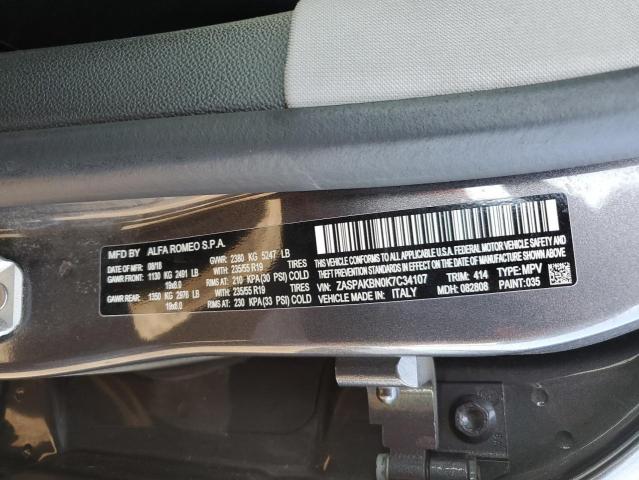 MFD BY ALFA ROMEO S.P.A.
DATE OF MFD: 08/18 GVWR: 2380 KG 5247 LB
GAWR FRONT: 1130 KG 2491 LB WITH: 235/55 R19 TIRES
19x8.0 RIMS AT: 210 KPA(30 PSI) COLD
GAWR REAR: 1350 KG 2976 LB WITH: 235/55 R19 TIRES
19x8.0 RIMS AT: 230 KPA(33 PSI) COLD
THIS VEHICLE CONFORMS TO ALL APPLICABLE U.S.A. FEDERAL MOTOR VEHICLE SAFETY, BUMPER, AND
THEFT PREVENTION STANDARDS IN EFFECT ON THE DATE OF MANUFACTURE SHOWN ABOVE.
VIN: ZASPAKBN0K7C34107 TYPE: MPV
VEHICLE MADE IN: ITALY TRIM: 414
MDH: 082808 PAINT: 035